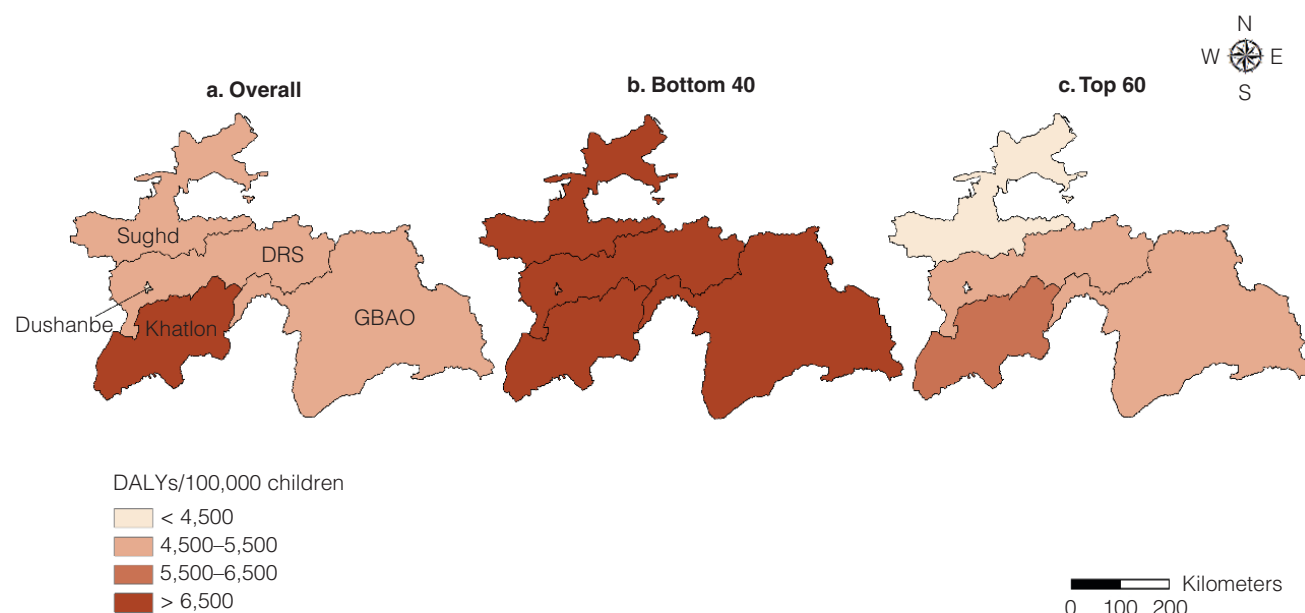 N
W E
S
a. Overall
b. Bottom 40
c. Top 60
Sughd
DRS
Dushanbe
Khatlon
GBAO
DALYs/100,000 children
< 4,500
4,500–5,500
5,500–6,500
> 6,500
Kilometers
0 100 200